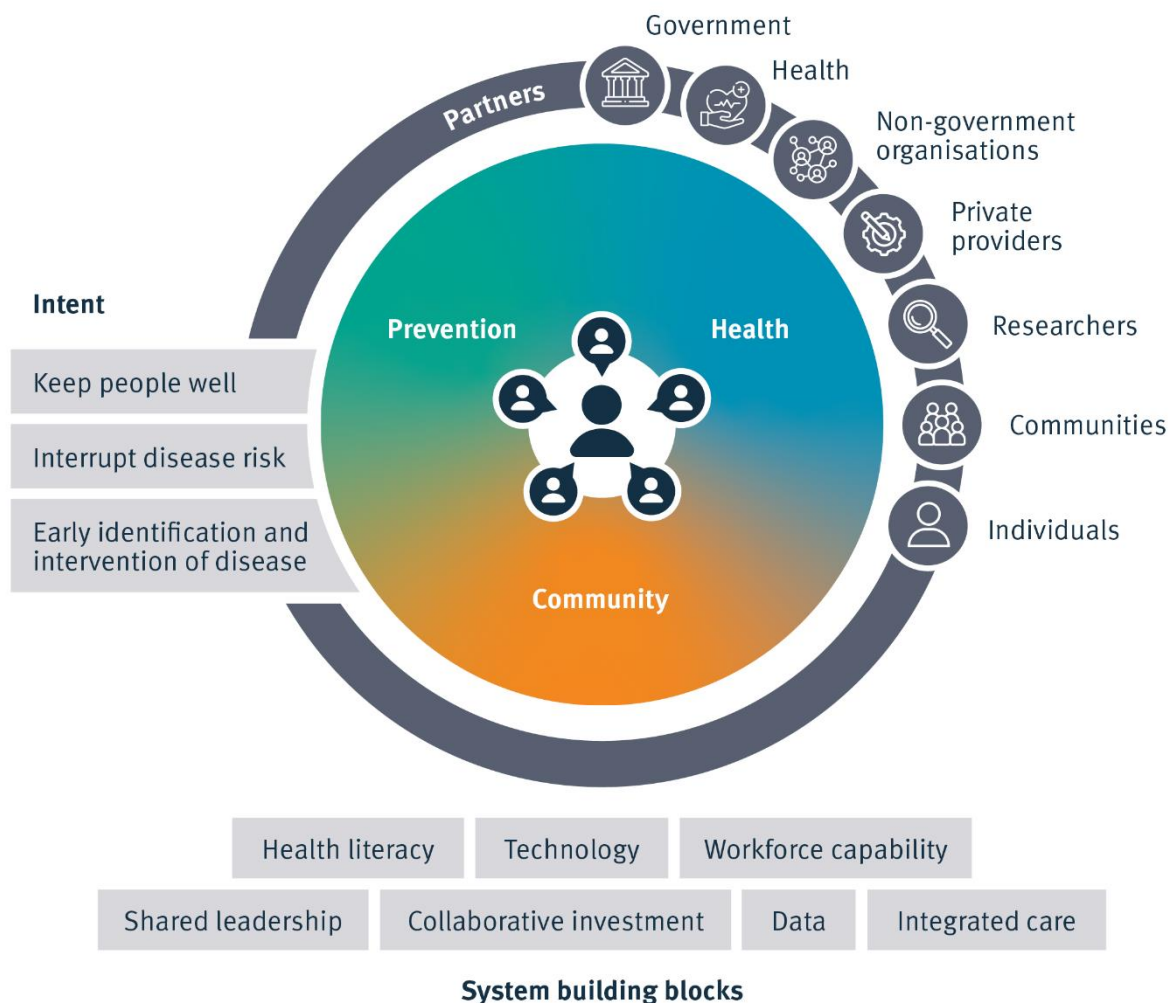 Government
Health
Partners
Non-government
organisations
Private
providers
Intent
Prevention
Health
Researchers
Keep people well
Communities
Interrupt disease risk
Early identification and
intervention of disease
Individuals
Community
Health literacy
Technology
Workforce capability
Shared leadership
Collaborative investment
Data
Integrated care
System building blocks